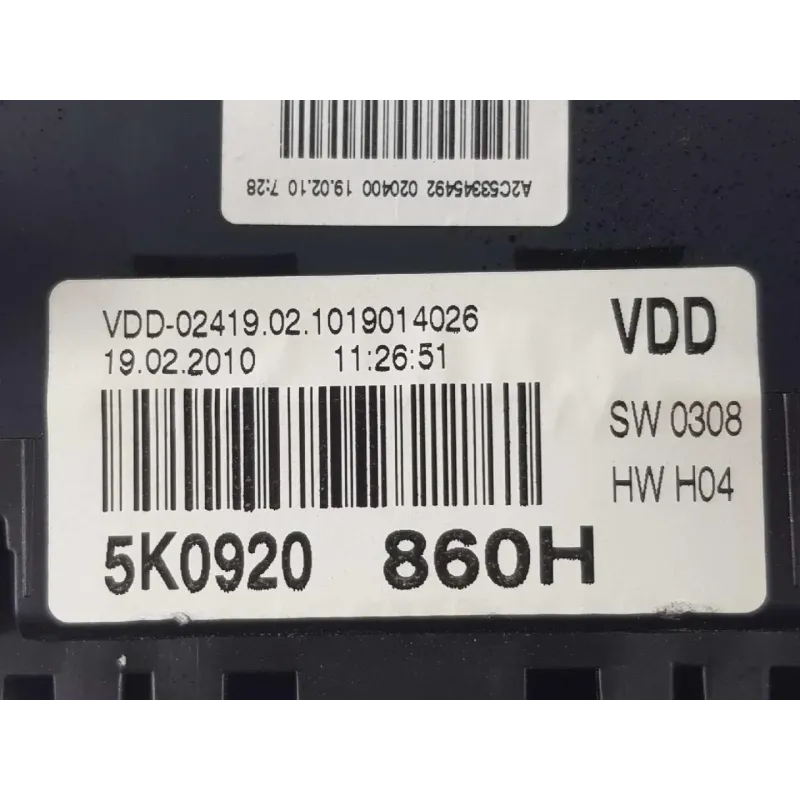 A2C53345492 020400 19.02.10 7:28
VDD-02419.02.1019014026
19.02.2010 11:26:51
VDD
SW 0308
HW H04
5K0920 860H